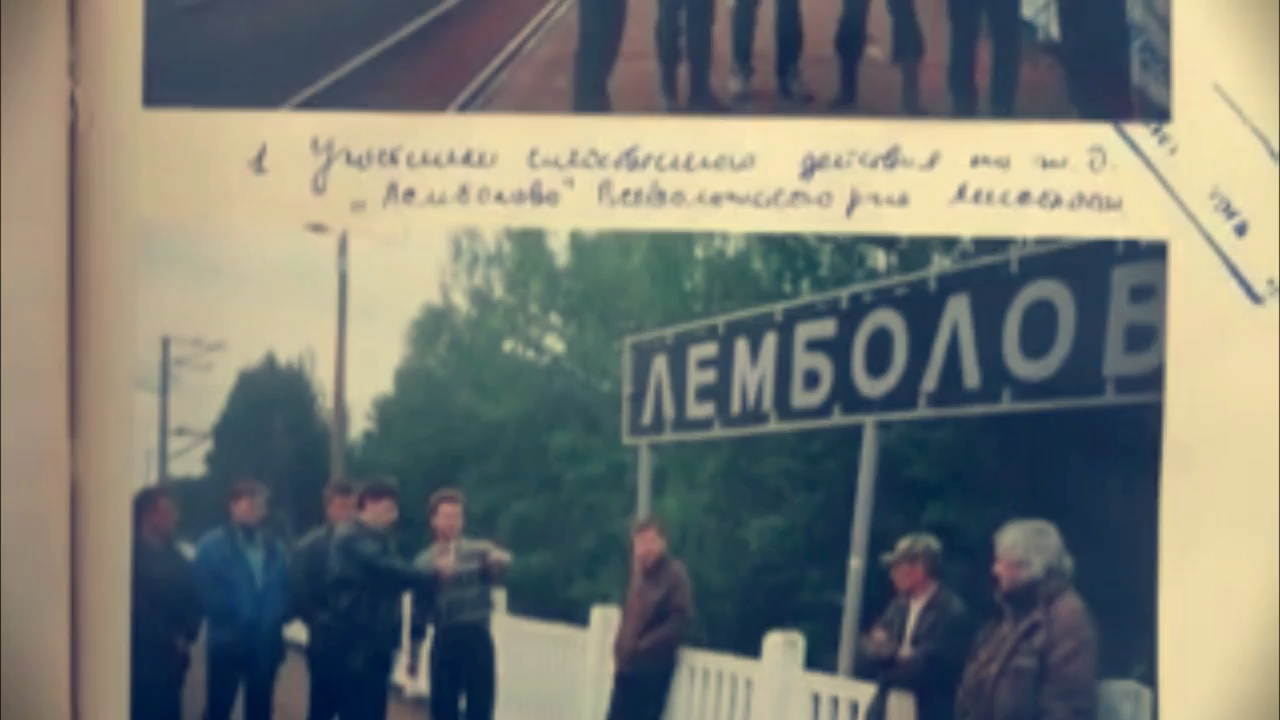 1 Участники следственного действия на ж.д.
„Лемболово" Всеволожского р-на Ленобласти
ЛЕМБОЛОВ